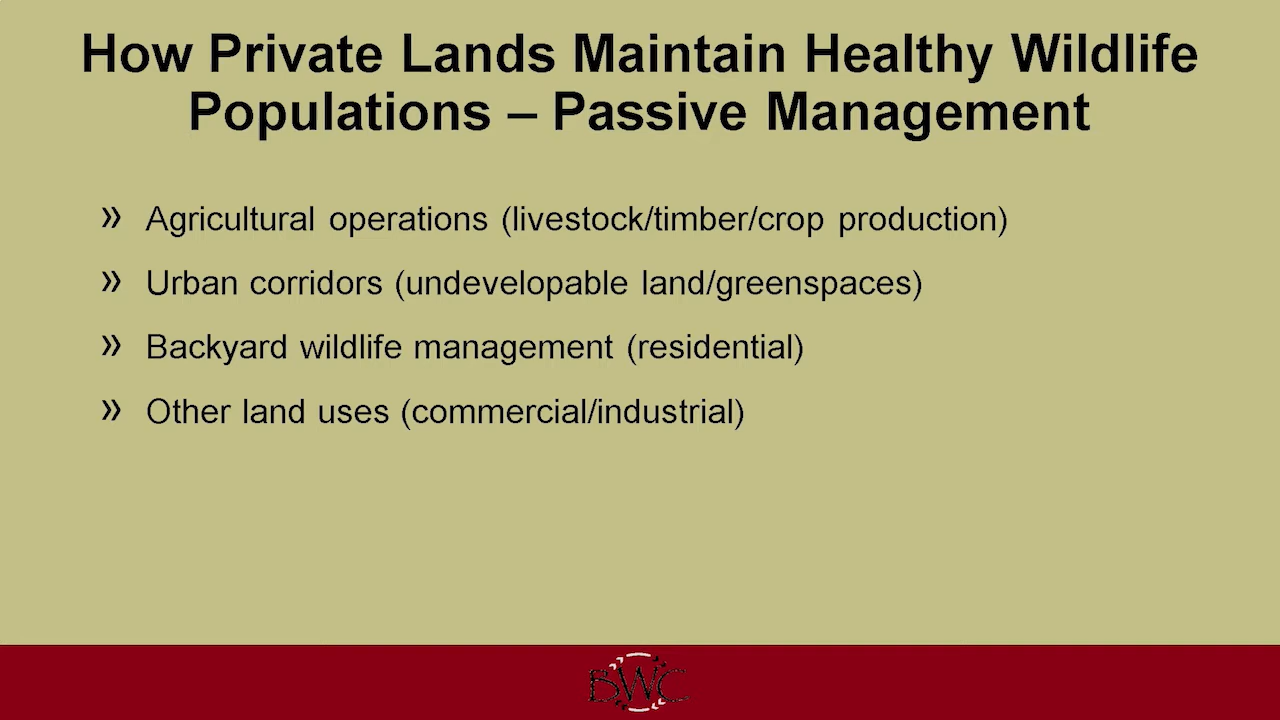 How Private Lands Maintain Healthy Wildlife
Populations – Passive Management
» Agricultural operations (livestock/timber/crop production)
» Urban corridors (undevelopable land/greenspaces)
» Backyard wildlife management (residential)
» Other land uses (commercial/industrial)
BWC